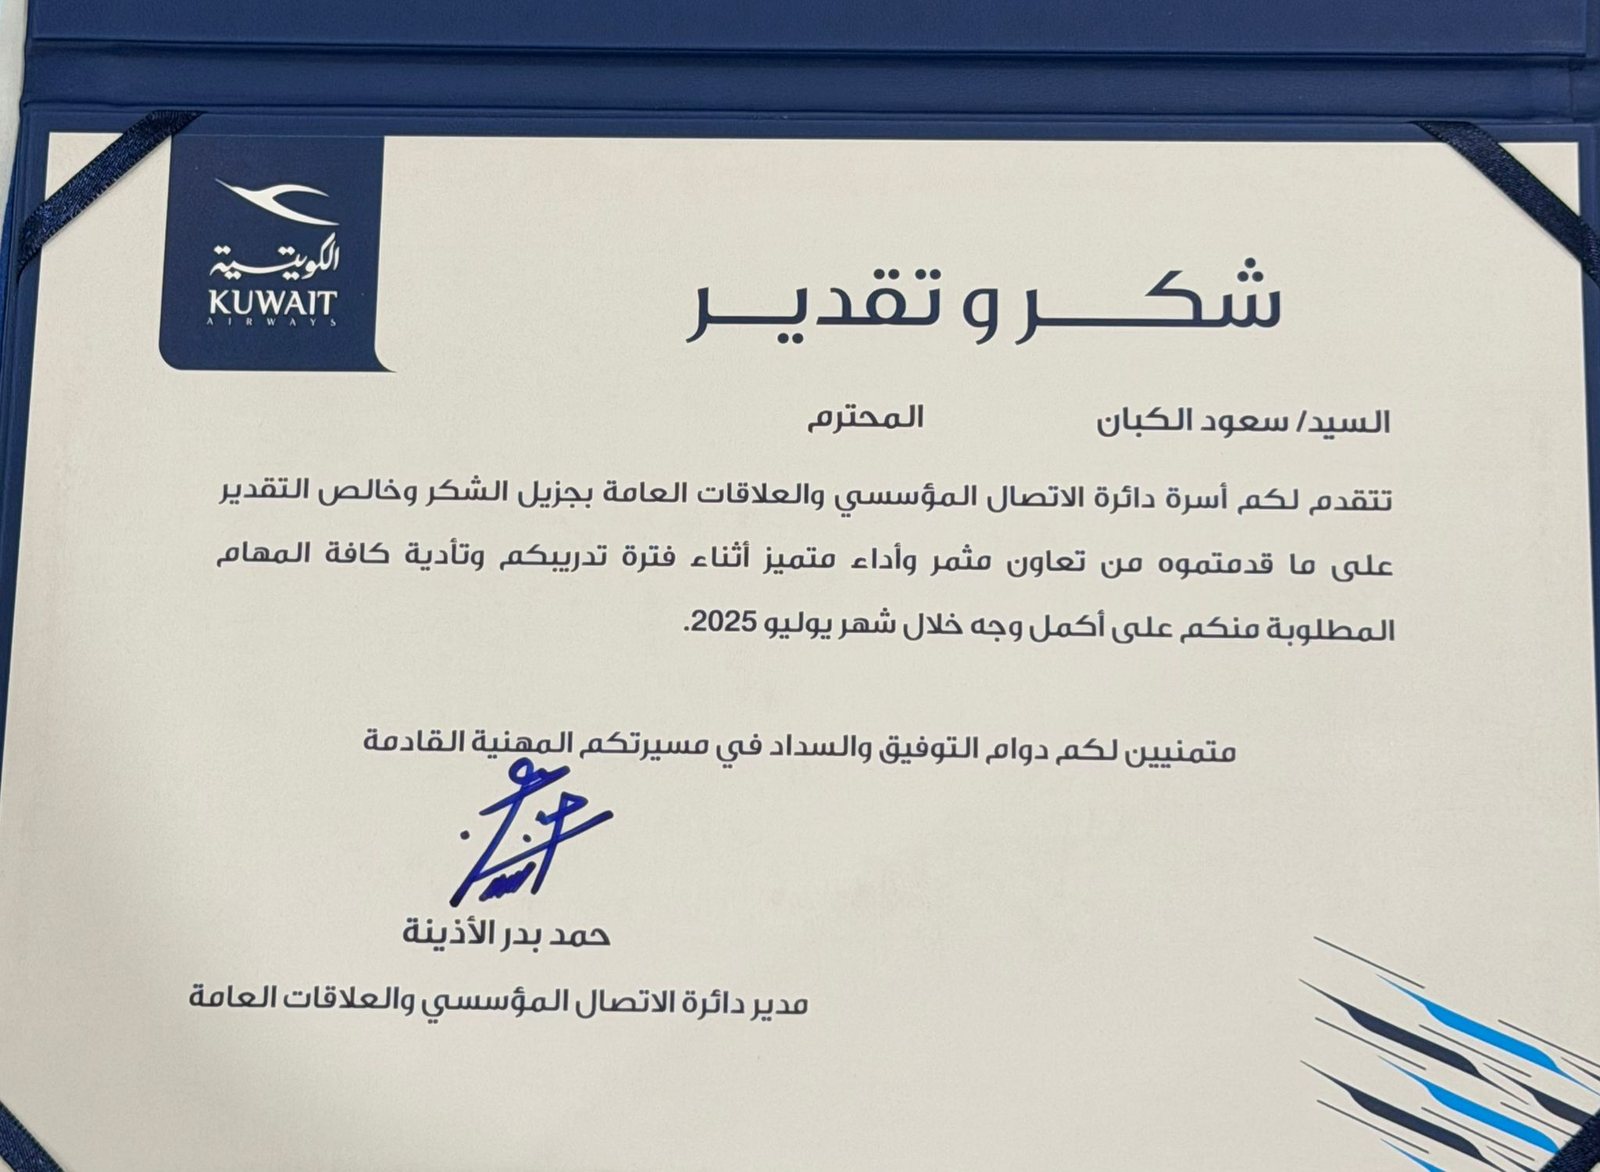 الكويتية
KUWAIT
AIRWAYS
شكر وتقدير
السيد/ سعود الكبان المحترم
تتقدم لكم أسرة دائرة الاتصال المؤسسي والعلاقات العامة بجزيل الشكر وخالص التقدير
على ما قدمتموه من تعاون مثمر وأداء متميز أثناء فترة تدريبكم وتأدية كافة المهام
المطلوبة منكم على أكمل وجه خلال شهر يوليو 2025.
متمنيين لكم دوام التوفيق والسداد في مسيرتكم المهنية القادمة
حمد بدر الأذينة
مدير دائرة الاتصال المؤسسي والعلاقات العامة